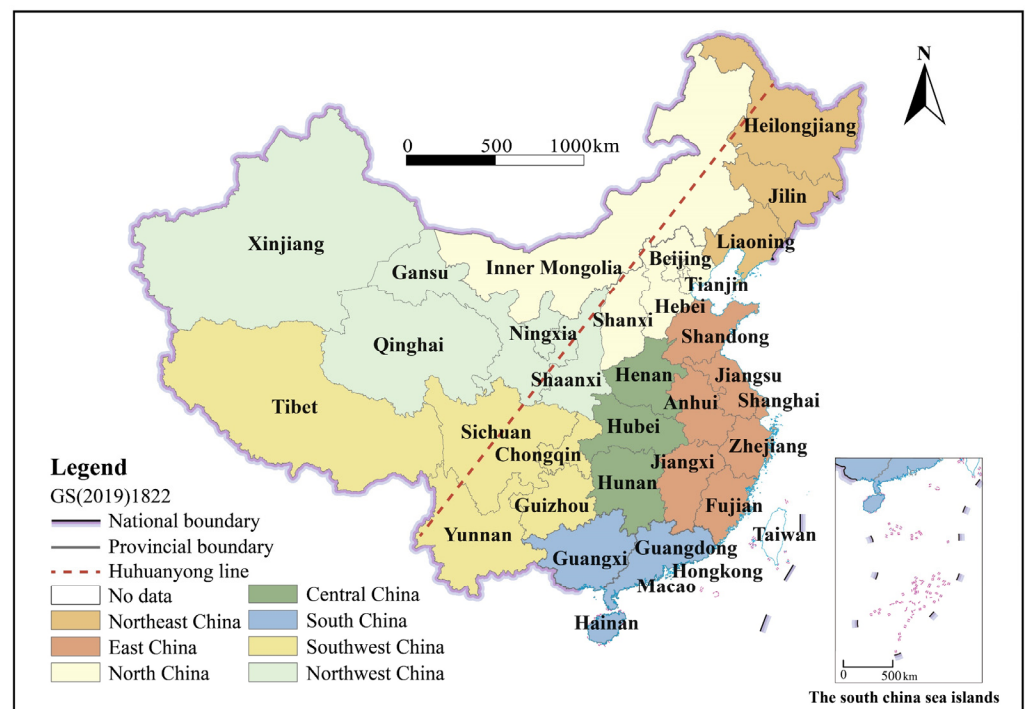 N
Heilongjiang
0 500 1000km
Jilin
Xinjiang
Liaoning
Beijing
Gansu
Inner Mongolia
Tianjin
Hebei
Shanxi
Ningxia
Shandong
Qinghai
Henan
Jiangsu
Shaanxi
Tibet
Anhui
Shanghai
Hubei
Sichuan
Zhejiang
Chongqin
Jiangxi
Hunan
Guizhou
Fujian
Yunnan
Taiwan
Guangdong
Guangxi
Hongkong
Macao
Hainan
Legend
GS(2019)1822
National boundary
Provincial boundary
Huhuanyong line
No data
Northeast China
East China
North China
Central China
South China
Southwest China
Northwest China
0 500 km
The south china sea islands